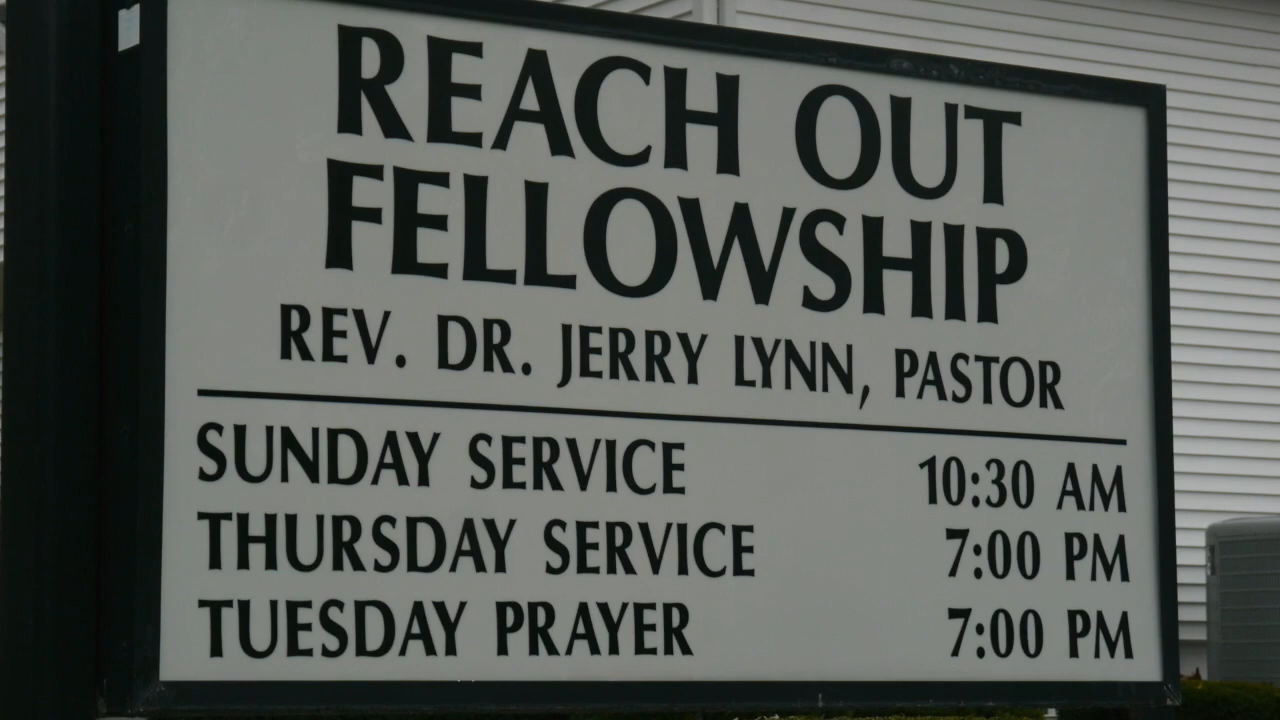 REACH OUT
FELLOWSHIP
REV. DR. JERRY LYNN, PASTOR
SUNDAY SERVICE 10:30 AM
THURSDAY SERVICE 7:00 PM
TUESDAY PRAYER 7:00 PM